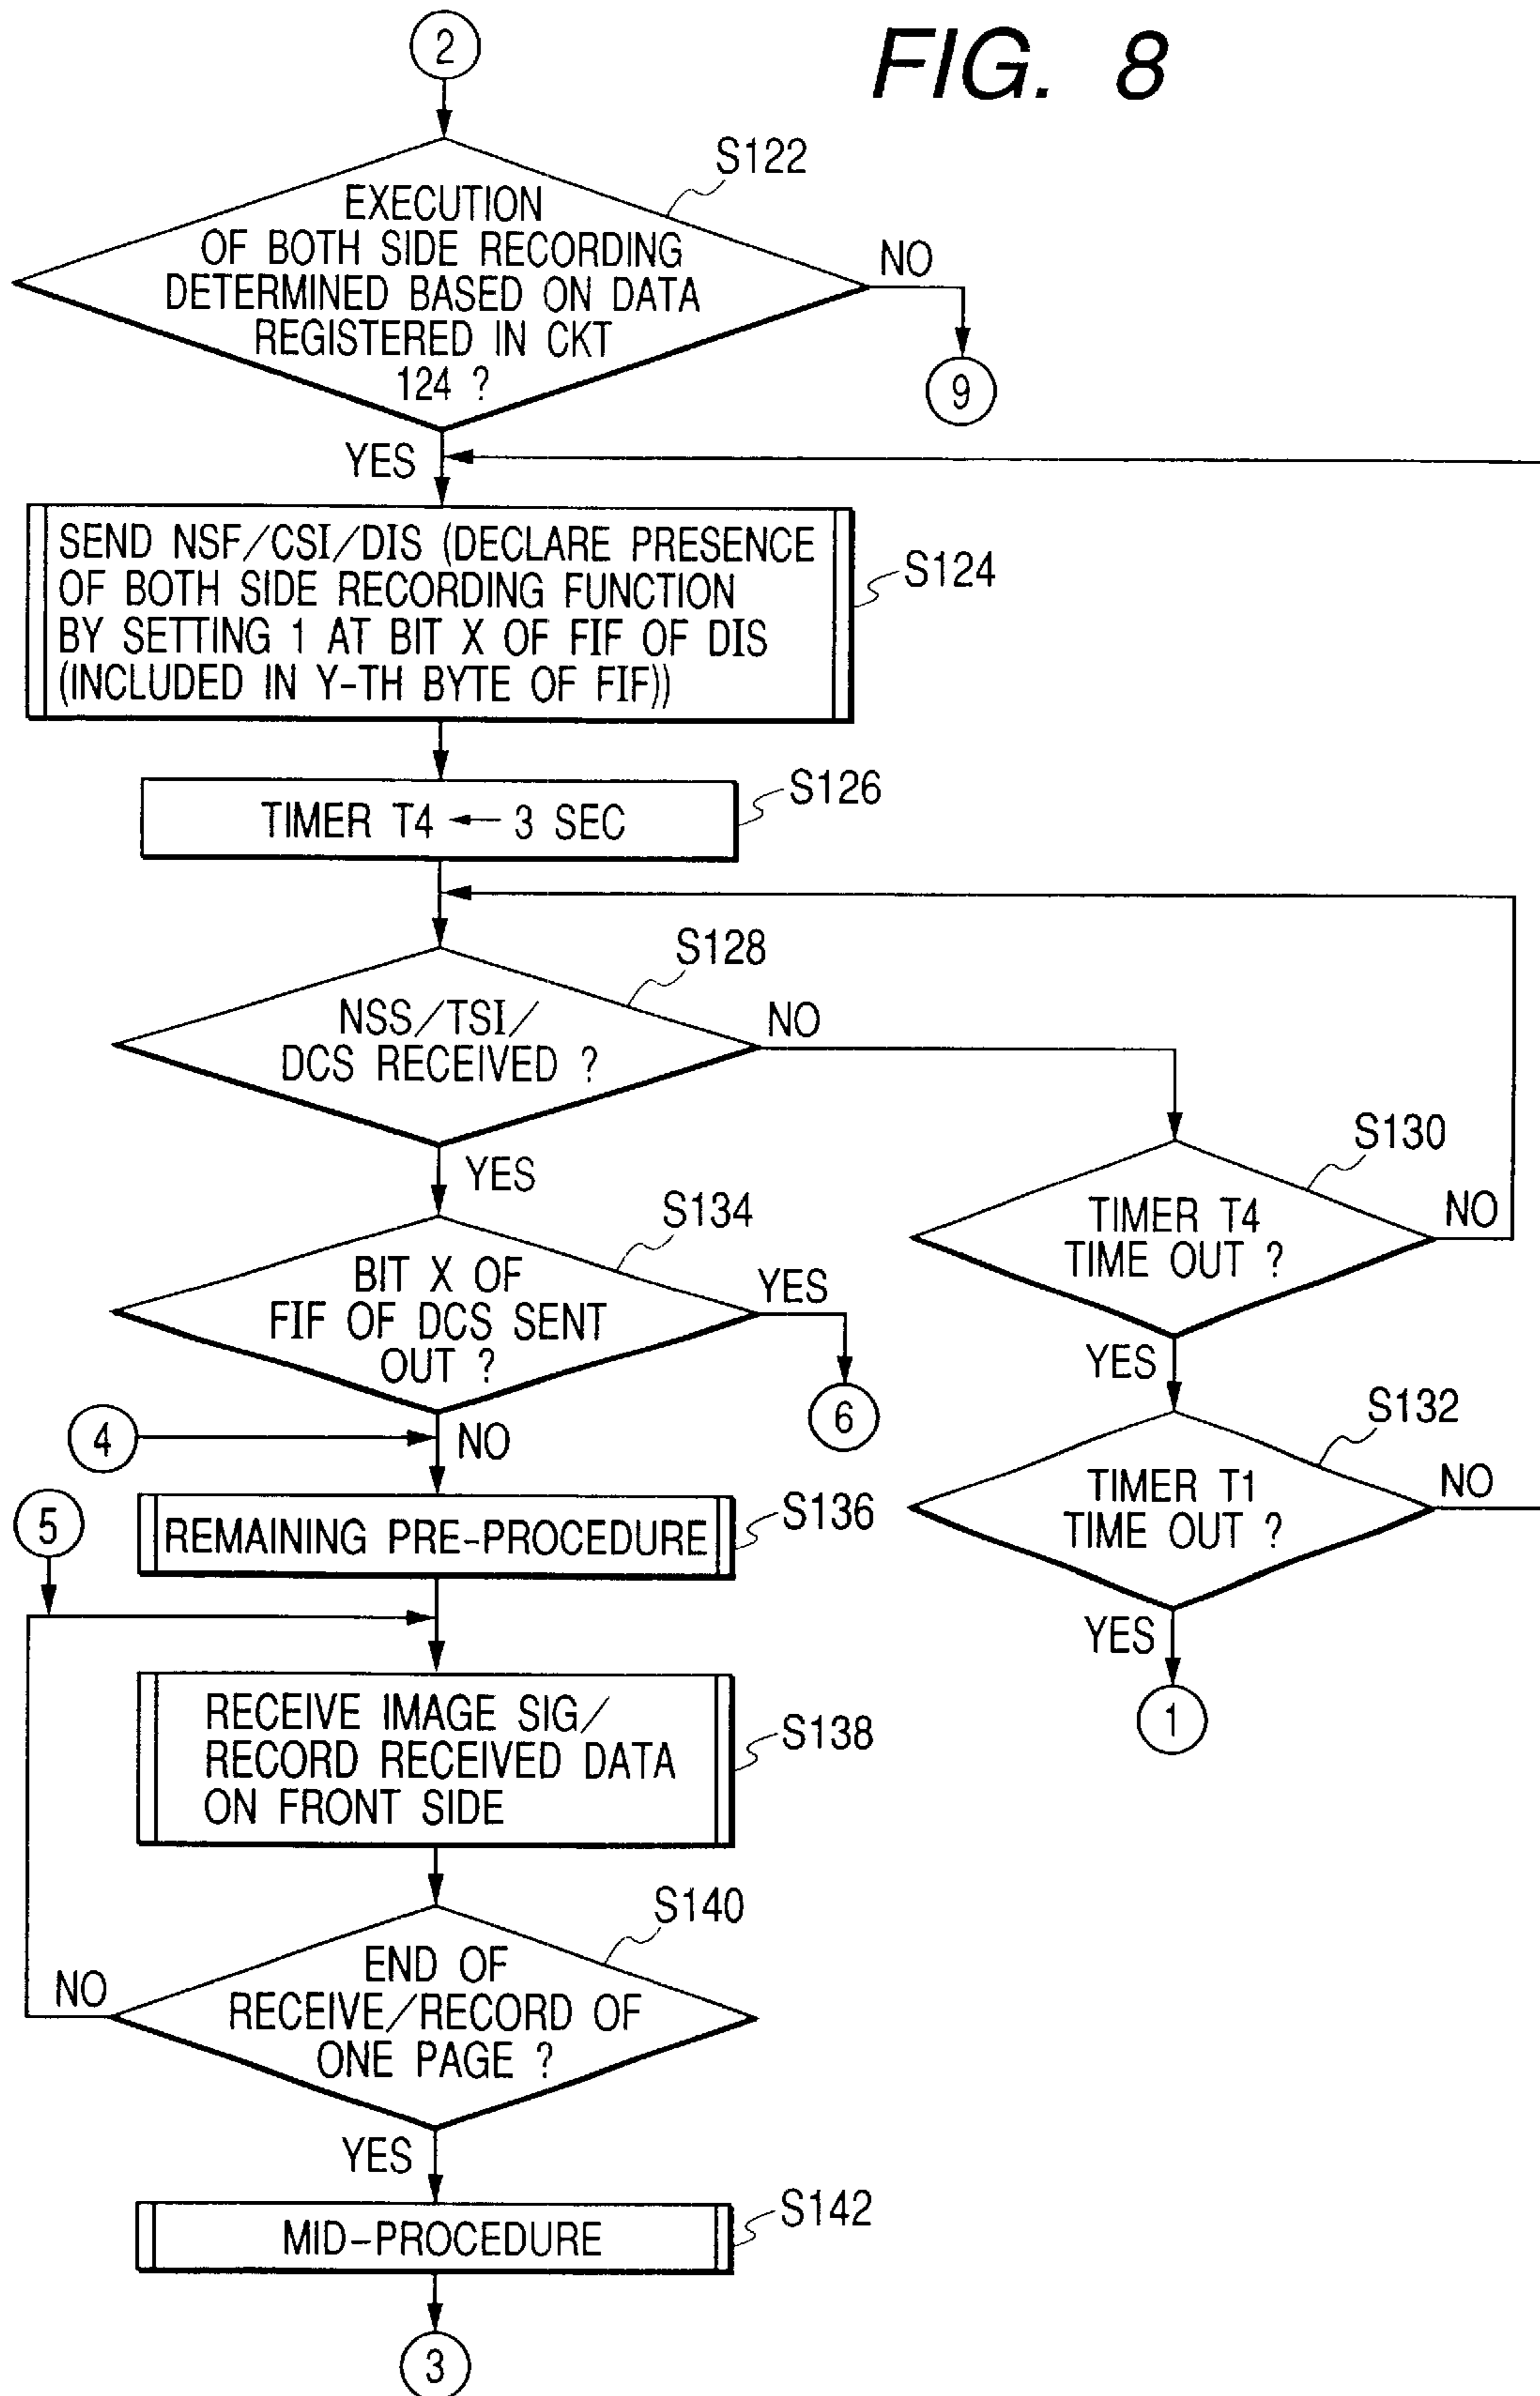 FIG. 8
2
S122
EXECUTION
OF BOTH SIDE RECORDING
DETERMINED BASED ON DATA
REGISTERED IN CKT
124 ?
NO
9
YES
SEND NSF/CSI/DIS (DECLARE PRESENCE
OF BOTH SIDE RECORDING FUNCTION
BY SETTING 1 AT BIT X OF FIF OF DIS
(INCLUDED IN Y-TH BYTE OF FIF))
S124
TIMER T4 ← 3 SEC
S126
S128
NSS/TSI/
DCS RECEIVED ?
NO
YES
S130
TIMER T4
TIME OUT ?
NO
YES
S134
BIT X OF
FIF OF DCS SENT
OUT ?
YES
6
S132
TIMER T1
TIME OUT ?
NO
YES
1
4
NO
5
REMAINING PRE-PROCEDURE
S136
RECEIVE IMAGE SIG/
RECORD RECEIVED DATA
ON FRONT SIDE
S138
S140
END OF
RECEIVE/RECORD OF
ONE PAGE ?
NO
YES
MID-PROCEDURE
S142
3